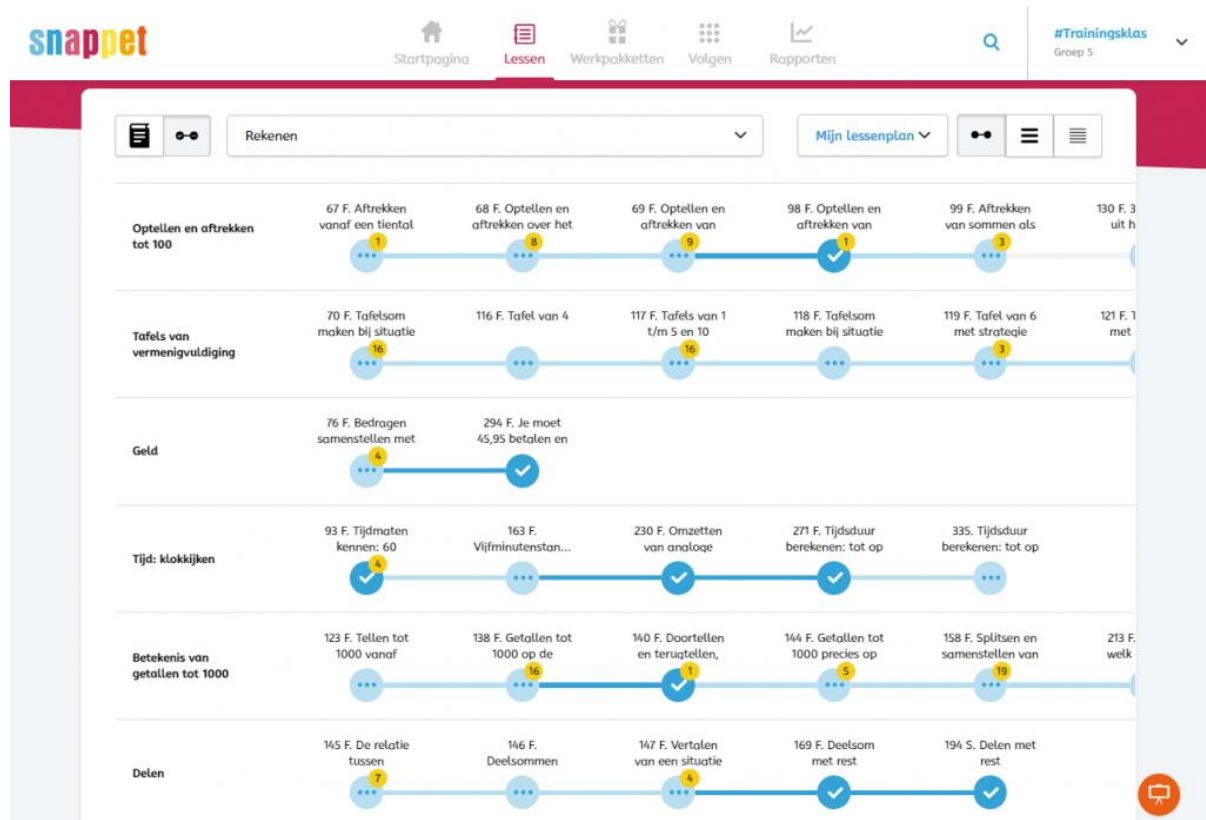 snappet
Startpagina
Lessen
Werkpakketten
Volgen
Rapporten
#Trainingsklas
Groep 5
Rekenen
Mijn lessenplan
Optellen en aftrekken
tot 100
67 F. Aftrekken
vanaf een tiental
1
68 F. Optellen en
aftrekken over het
8
69 F. Optellen en
aftrekken van
9
98 F. Optellen en
aftrekken van
1
99 F. Aftrekken
van sommen als
3
130 F. 3
uit h
Tafels van
vermenigvuldiging
70 F. Tafelsom
maken bij situatie
16
116 F. Tafel van 4
117 F. Tafels van 1
t/m 5 en 10
16
118 F. Tafelsom
maken bij situatie
119 F. Tafel van 6
met strategie
3
121 F. T
met
Geld
76 F. Bedragen
samenstellen met
4
294 F. Je moet
45,95 betalen en
Tijd: klokkijken
93 F. Tijdmaten
kennen: 60
4
163 F.
Vijfminutenstan...
230 F. Omzetten
van analoge
271 F. Tijdsduur
berekenen: tot op
335. Tijdsduur
berekenen: tot op
Betekenis van
getallen tot 1000
123 F. Tellen tot
1000 vanaf
138 F. Getallen tot
1000 op de
16
140 F. Doortellen
en terugtellen,
1
144 F. Getallen tot
1000 precies op
5
158 F. Splitsen en
samenstellen van
19
213 F.
welk
Delen
145 F. De relatie
tussen
7
146 F.
Deelsommen
147 F. Vertalen
van een situatie
4
169 F. Deelsom
met rest
194 S. Delen met
rest